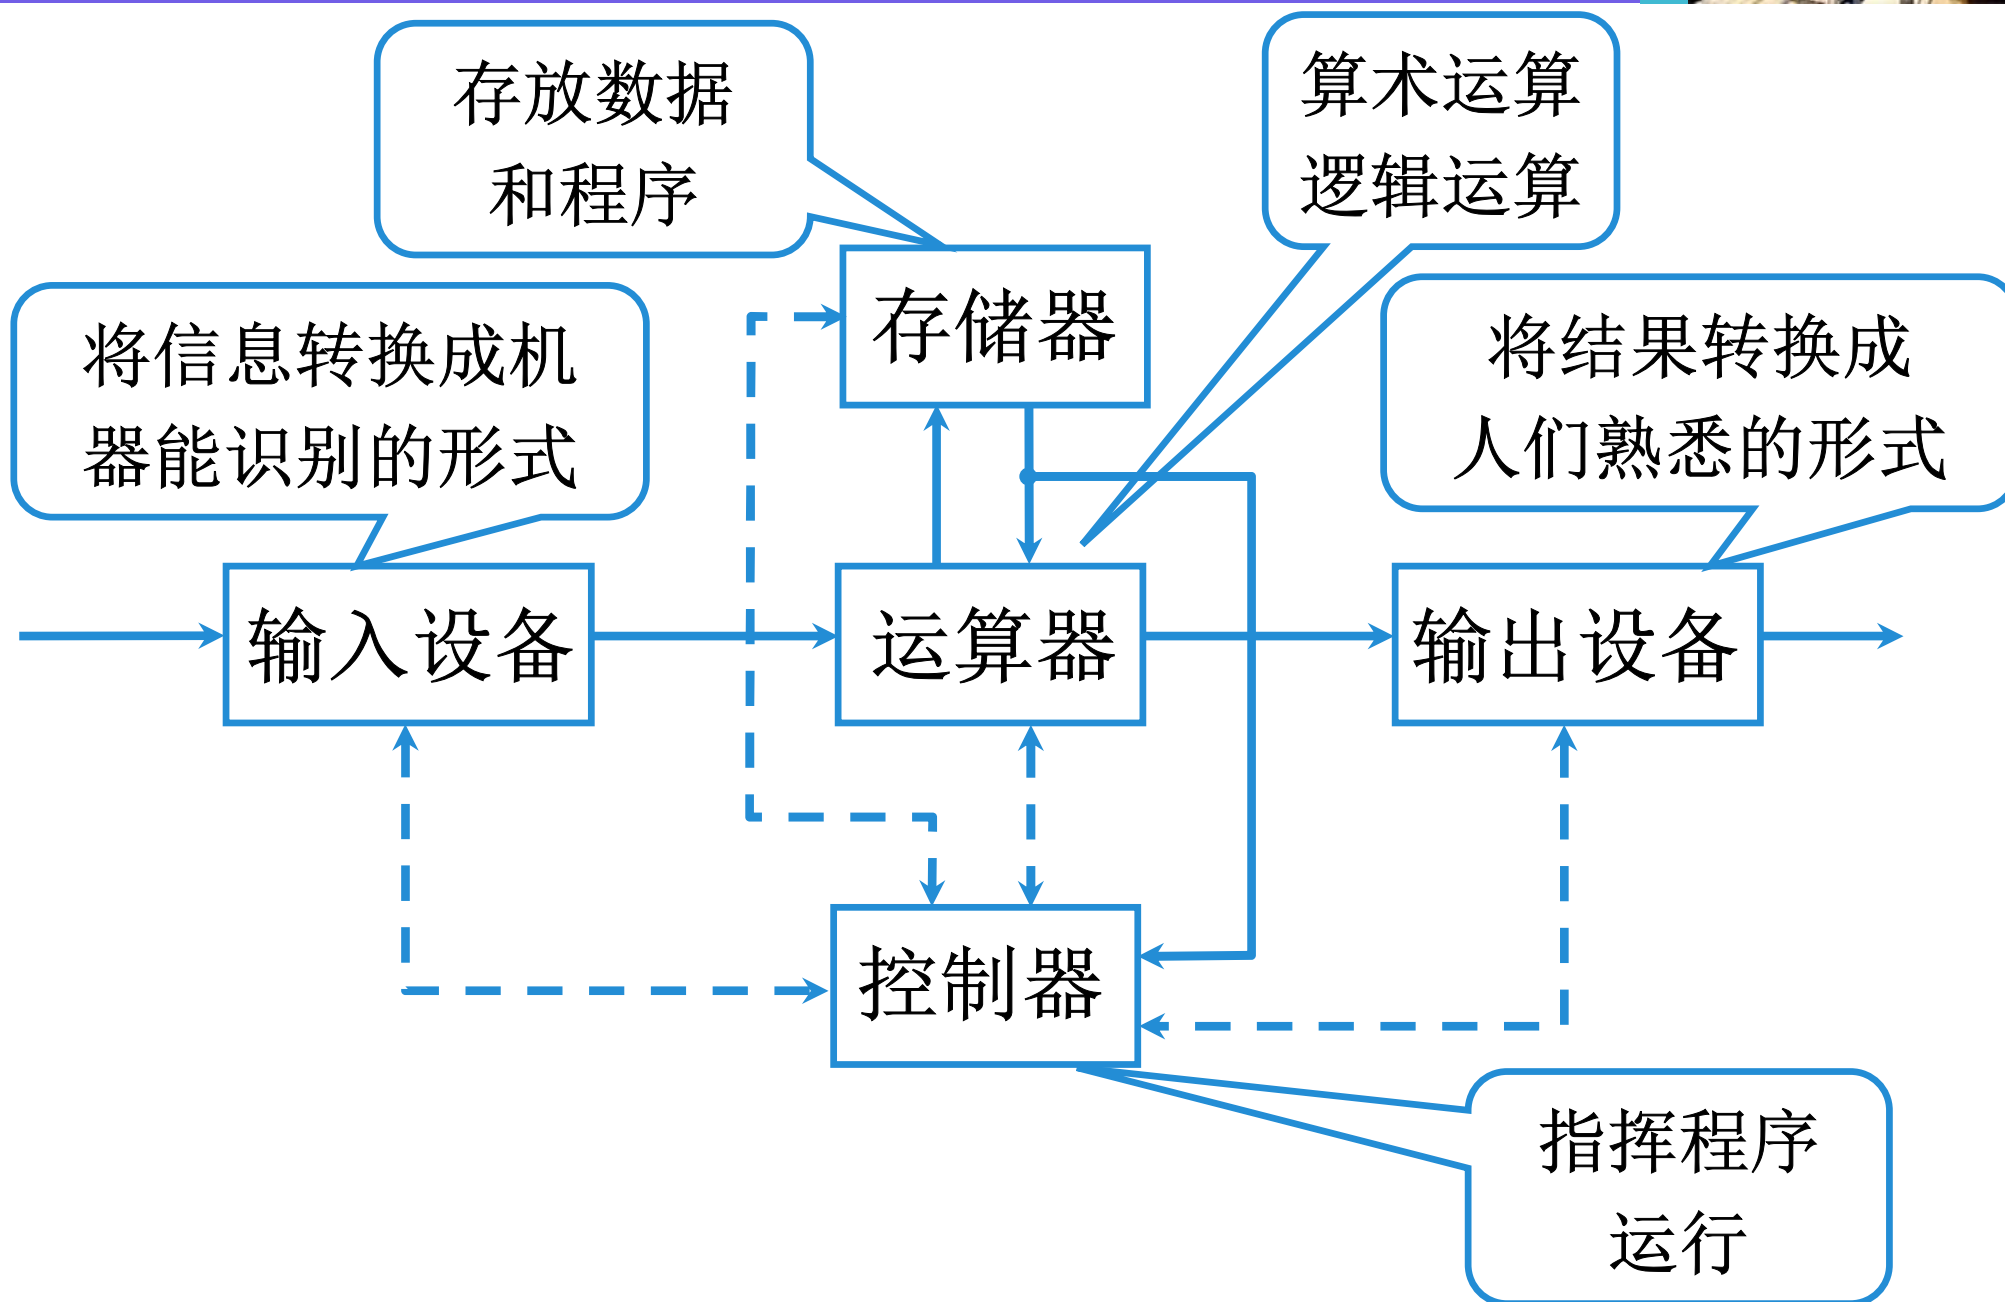 存放数据
和程序
算术运算
逻辑运算
将信息转换成机
器能识别的形式
存储器
将结果转换成
人们熟悉的形式
输入设备
运算器
输出设备
控制器
指挥程序
运行